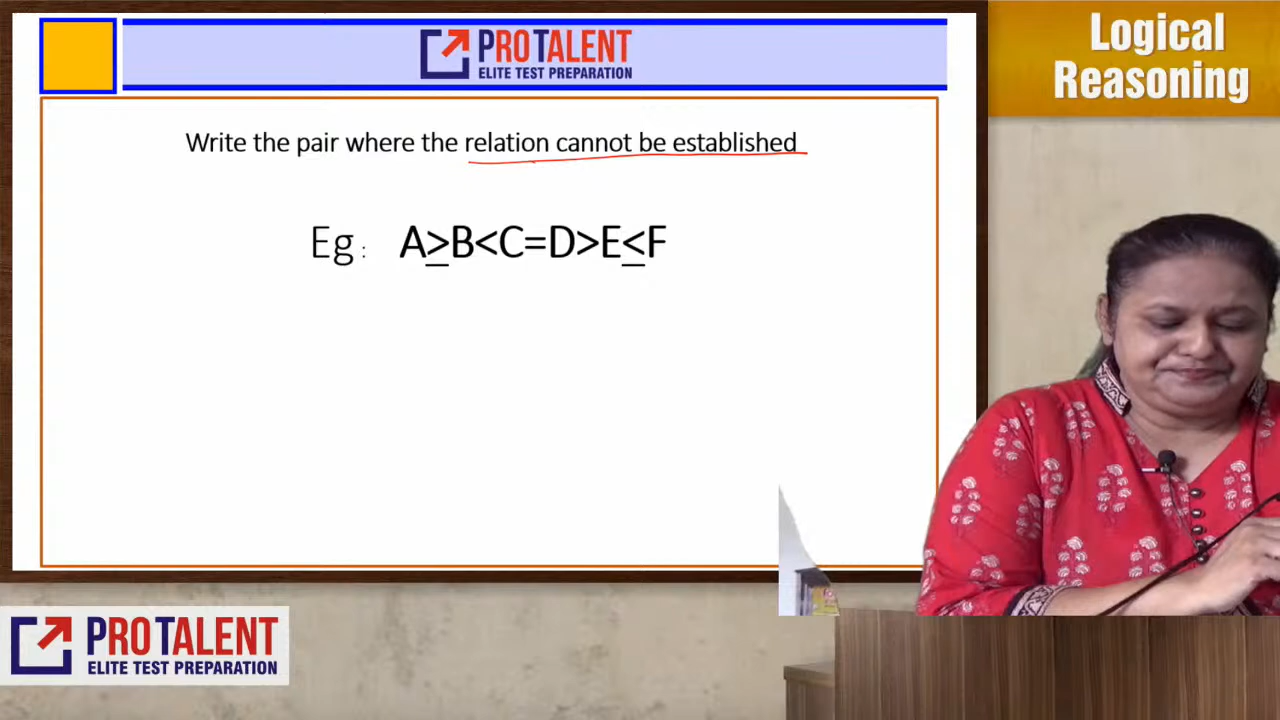 PROTALENT
ELITE TEST PREPARATION
Logical
Reasoning
Write the pair where the relation cannot be established
Eg: A≥B<C=D>E≤F
PROTALENT
ELITE TEST PREPARATION